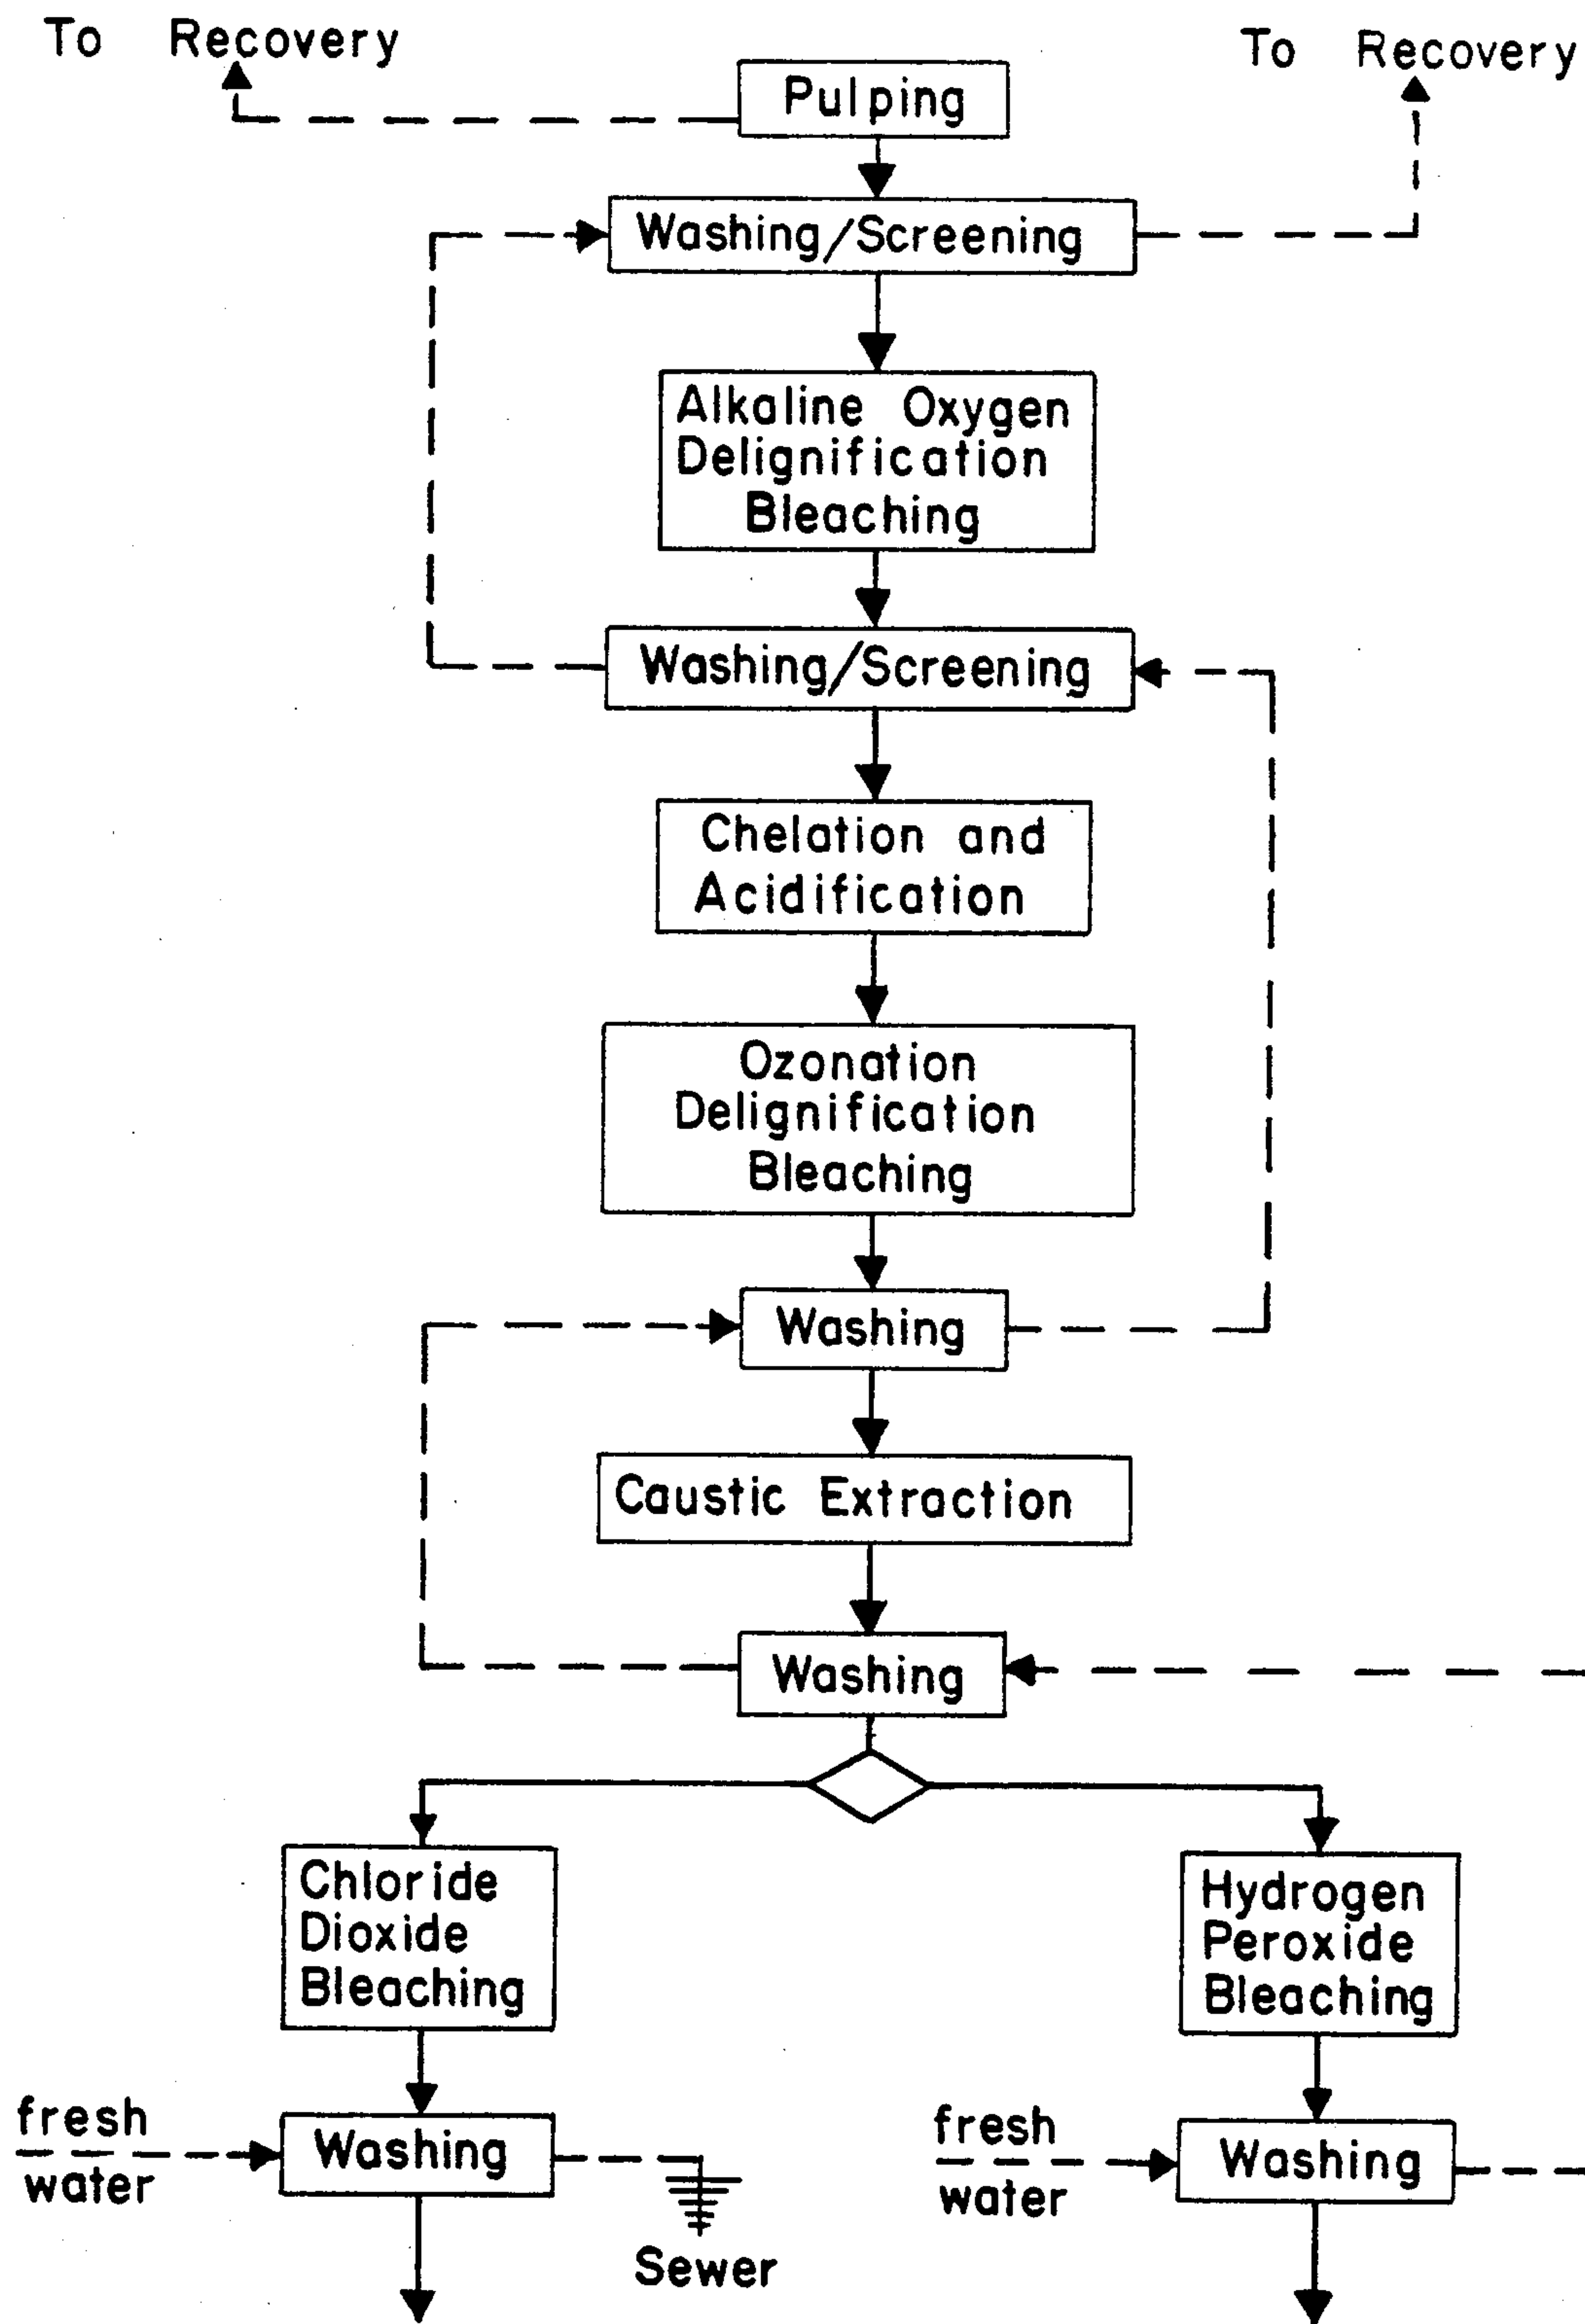 To Recovery
To Recovery
Pulping
Washing/Screening
Alkaline Oxygen
Delignification
Bleaching
Washing/Screening
Chelation and
Acidification
Ozonation
Delignification
Bleaching
Washing
Caustic Extraction
Washing
Chloride
Dioxide
Bleaching
Hydrogen
Peroxide
Bleaching
fresh
water
Washing
Sewer
fresh
water
Washing